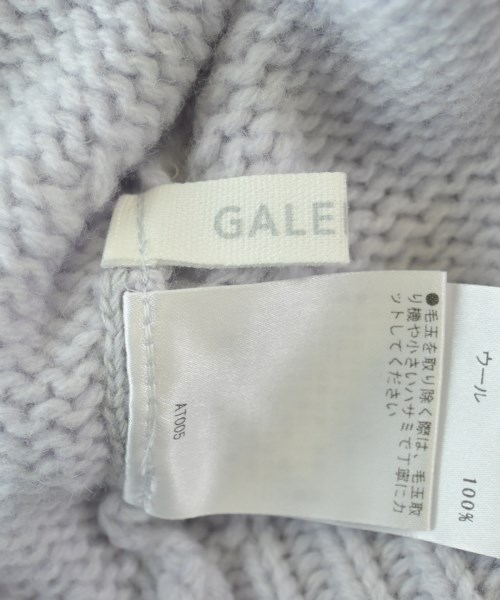 GALE
●毛玉を取り除く際は、毛玉取
り機や小さいハサミで丁寧にカ
ットしてください
AT005
ウール
100%